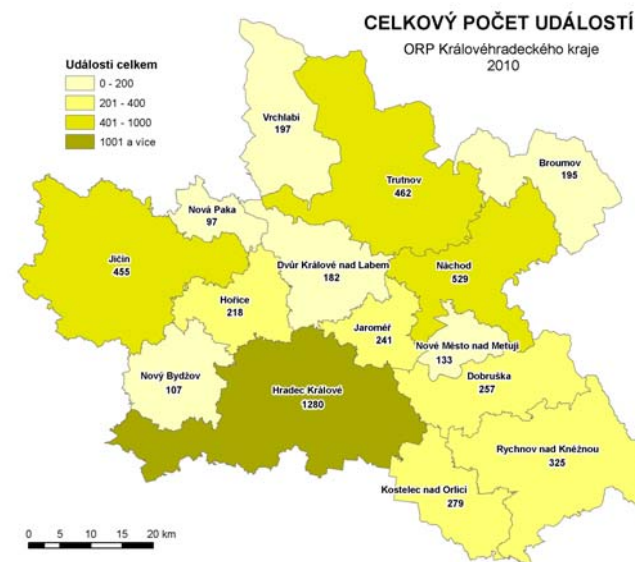 CELKOVÝ POČET UDÁLOSTÍ
ORP Královéhradeckého kraje
2010
Události celkem
0 - 200
201 - 400
401 - 1000
1001 a více
Vrchlabí
197
Trutnov
462
Broumov
195
Nová Paka
97
Jičín
455
Dvůr Králové nad Labem
182
Náchod
529
Hořice
218
Jaroměř
241
Nové Město nad Metují
133
Nový Bydžov
107
Hradec Králové
1280
Dobruška
257
Rychnov nad Kněžnou
325
Kostelec nad Orlicí
279
0 5 10 15 20 km